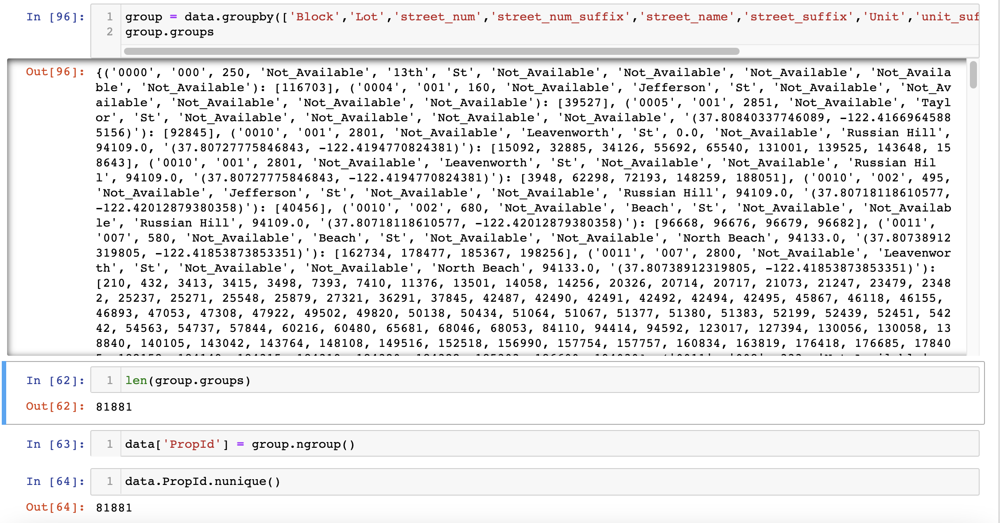 In [96]:
1 group = data.groupby(['Block','Lot','street_num','street_num_suffix','street_name','street_suffix','Unit','unit_suf
2 group.groups
Out[96]: {('0000', '000', 250, 'Not_Available', '13th', 'St', 'Not_Available', 'Not_Available', 'Not_Available', 'Not_Availa
ble', 'Not_Available'): [116703], ('0004', '001', 160, 'Not_Available', 'Jefferson', 'St', 'Not_Available', 'Not_Av
ailable', 'Not_Available', 'Not_Available', 'Not_Available'): [39527], ('0005', '001', 2851, 'Not_Available', 'Tayl
or', 'St', 'Not_Available', 'Not_Available', 'Not_Available', 'Not_Available', '(37.80840337746089, -122.4166964588
5156)'): [92845], ('0010', '001', 2801, 'Not_Available', 'Leavenworth', 'St', 0.0, 'Not_Available', 'Russian Hill',
94109.0, '(37.80727775846843, -122.4194770824381)'): [15092, 32885, 34126, 55692, 65540, 131001, 139525, 143648, 15
8643], ('0010', '001', 2801, 'Not_Available', 'Leavenworth', 'St', 'Not_Available', 'Not_Available', 'Russian Hil
l', 94109.0, '(37.80727775846843, -122.4194770824381)'): [3948, 62298, 72193, 148259, 188051], ('0010', '002', 495,
'Not_Available', 'Jefferson', 'St', 'Not_Available', 'Not_Available', 'Russian Hill', 94109.0, '(37.80718118610577,
-122.42012879380358)'): [40456], ('0010', '002', 680, 'Not_Available', 'Beach', 'St', 'Not_Available', 'Not_Availab
le', 'Russian Hill', 94109.0, '(37.80718118610577, -122.42012879380358)'): [96668, 96676, 96679, 96682], ('0011',
'007', 580, 'Not_Available', 'Beach', 'St', 'Not_Available', 'Not_Available', 'North Beach', 94133.0, '(37.80738912
319805, -122.41853873853351)'): [162734, 178477, 185367, 198256], ('0011', '007', 2800, 'Not_Available', 'Leavenwor
th', 'St', 'Not_Available', 'Not_Available', 'North Beach', 94133.0, '(37.80738912319805, -122.41853873853351)'):
[210, 432, 3413, 3415, 3498, 7393, 7410, 11376, 13501, 14058, 14256, 20326, 20714, 20717, 21073, 21247, 23479, 2348
2, 25237, 25271, 25548, 25879, 27321, 36291, 37845, 42487, 42490, 42491, 42492, 42494, 42495, 45867, 46118, 46155,
46893, 47053, 47308, 47922, 49502, 49820, 50138, 50434, 51064, 51067, 51377, 51380, 51383, 52199, 52439, 52451, 542
42, 54563, 54737, 57844, 60216, 60480, 65681, 68046, 68053, 84110, 94414, 94592, 123017, 127394, 130056, 130058, 13
8840, 140105, 143042, 143764, 148108, 149516, 152518, 156990, 157754, 157757, 160834, 163819, 176418, 176685, 17840
In [62]: 1 len(group.groups)
Out[62]: 81881
In [63]: 1 data['PropId'] = group.ngroup()
In [64]: 1 data.PropId.nunique()
Out[64]: 81881